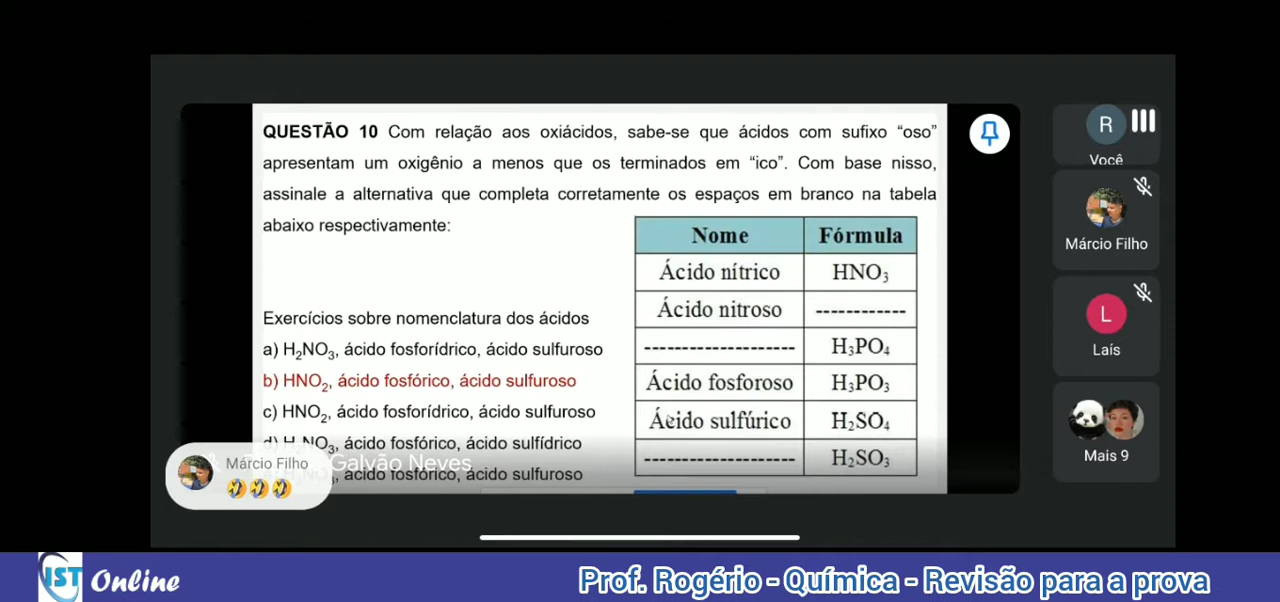 QUESTÃO 10 Com relação aos oxiácidos, sabe-se que ácidos com sufixo “oso”
apresentam um oxigênio a menos que os terminados em “ico”. Com base nisso,
assinale a alternativa que completa corretamente os espaços em branco na tabela
abaixo respectivamente:
Nome Fórmula
Ácido nítrico HNO₃
Ácido nitroso ------------
-------------------- H₃PO₄
Ácido fosforoso H₃PO₃
Ácido sulfúrico H₂SO₄
-------------------- H₂SO₃
Exercícios sobre nomenclatura dos ácidos
a) H₂NO₃, ácido fosforídrico, ácido sulfuroso
b) HNO₂, ácido fosfórico, ácido sulfuroso
c) HNO₂, ácido fosforídrico, ácido sulfuroso
d) H₂NO₃, ácido fosfórico, ácido sulfídrico
ácido fosfórico, ácido sulfuroso
Galvão Neves
Márcio Filho
🤣🤣🤣
R
Você
Márcio Filho
L
Laís
Mais 9
IST Online
Prof. Rogério - Química - Revisão para a prova